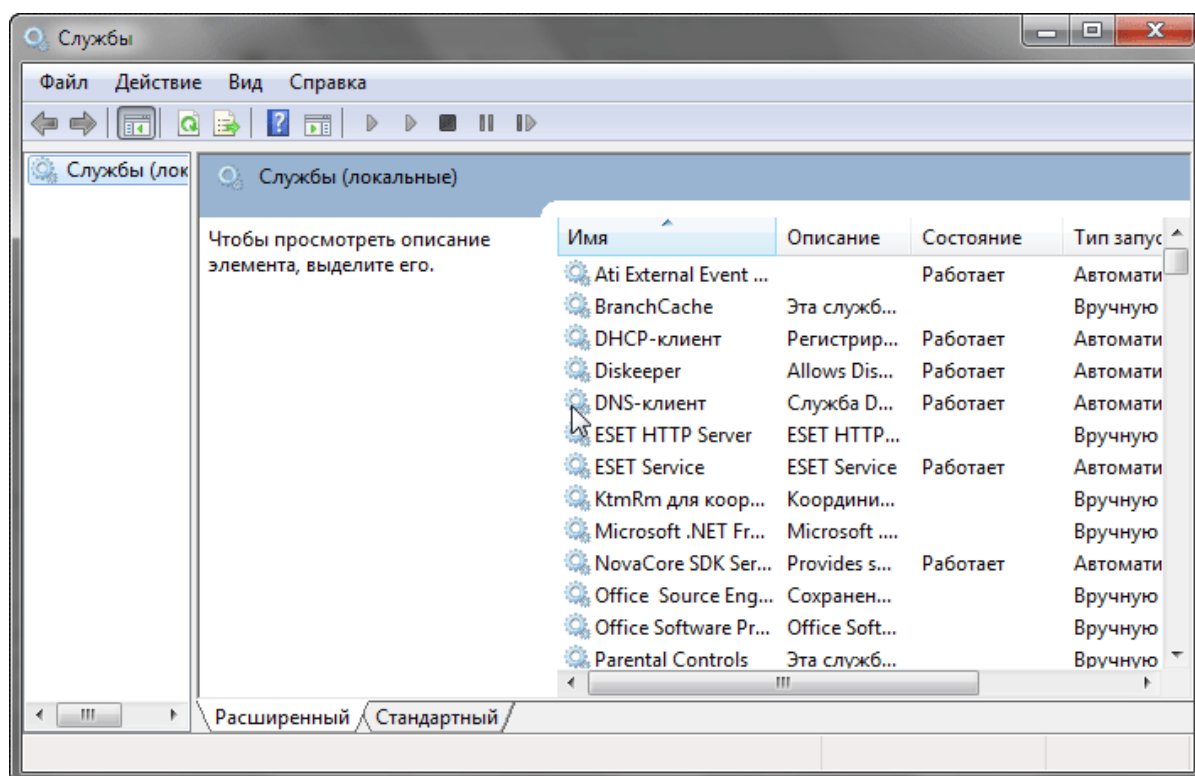 Службы
Файл Действие Вид Справка
Службы (лок
Службы (локальные)
Чтобы просмотреть описание
элемента, выделите его.
Имя Описание Состояние Тип запус
Ati External Event ... Работает Автомати
BranchCache Эта служб... Вручную
DHCP-клиент Регистрир... Работает Автомати
Diskeeper Allows Dis... Работает Автомати
DNS-клиент Служба D... Работает Автомати
ESET HTTP Server ESET HTTP... Вручную
ESET Service ESET Service Работает Автомати
KtmRm для коор... Координи... Вручную
Microsoft .NET Fr... Microsoft .... Вручную
NovaCore SDK Ser... Provides s... Работает Автомати
Office  Source Eng... Сохранен... Вручную
Office Software Pr... Office Soft... Вручную
Parental Controls Эта служб... Вручную
Расширенный Стандартный